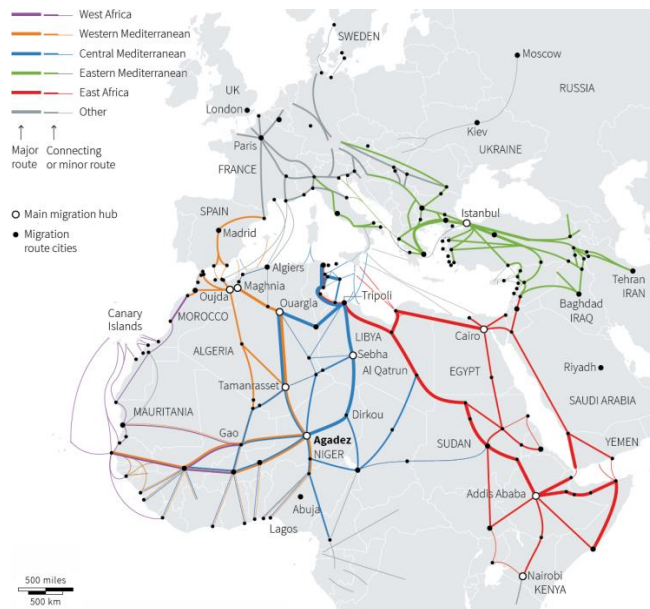 West Africa
Western Mediterranean
Central Mediterranean
Eastern Mediterranean
East Africa
Other
Major
route
Connecting
or minor route
Main migration hub
Migration
route cities
SWEDEN
Moscow
UK
London
RUSSIA
Kiev
Paris
UKRAINE
FRANCE
SPAIN
Istanbul
Madrid
Algiers
Maghnia
Tehran
IRAN
Oujda
Ouargla
Tripoli
Baghdad
IRAQ
Canary
Islands
MOROCCO
LIBYA
Cairo
ALGERIA
Sebha
Al Qatrun
EGYPT
Riyadh
Tamanrasset
SAUDI ARABIA
MAURITANIA
Dirkou
Gao
Agadez
NIGER
SUDAN
YEMEN
Addis Ababa
Abuja
Lagos
Nairobi
KENYA
500 miles
500 km